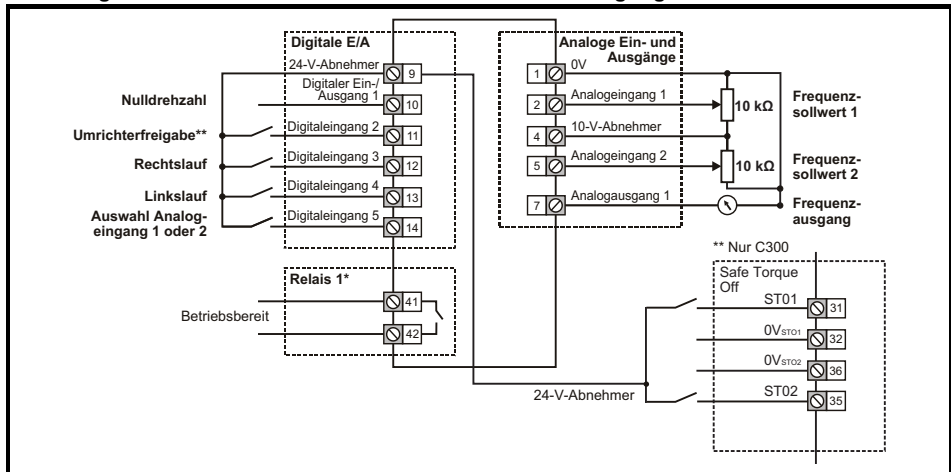 Digitale E/A
24-V-Abnehmer
9
Digitaler Ein-/
Ausgang 1
10
Nulldrehzahl
Digitaleingang 2
11
Umrichterfreigabe**
Digitaleingang 3
12
Rechtslauf
Digitaleingang 4
13
Linkslauf
Digitaleingang 5
14
Auswahl Analog-
eingang 1 oder 2
Relais 1*
41
42
Betriebsbereit
Analoge Ein- und
Ausgänge
1
0V
2
Analogeingang 1
10 kΩ
Frequenz-
sollwert 1
4
10-V-Abnehmer
5
Analogeingang 2
10 kΩ
Frequenz-
sollwert 2
7
Analogausgang 1
Frequenz-
ausgang
** Nur C300
Safe Torque
Off
ST01
31
0VSTO1
32
0VSTO2
36
ST02
35
24-V-Abnehmer